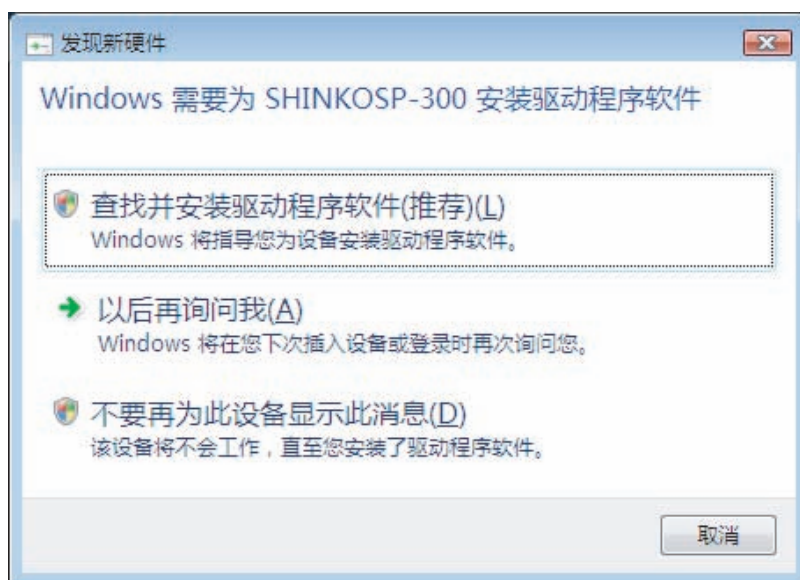 发现新硬件
Windows 需要为 SHINKOSP-300 安装驱动程序软件
查找并安装驱动程序软件(推荐)(L)
Windows 将指导您为设备安装驱动程序软件。
以后再询问我(A)
Windows 将在您下次插入设备或登录时再次询问您。
不要再为此设备显示此消息(D)
该设备将不会工作，直至您安装了驱动程序软件。
取消